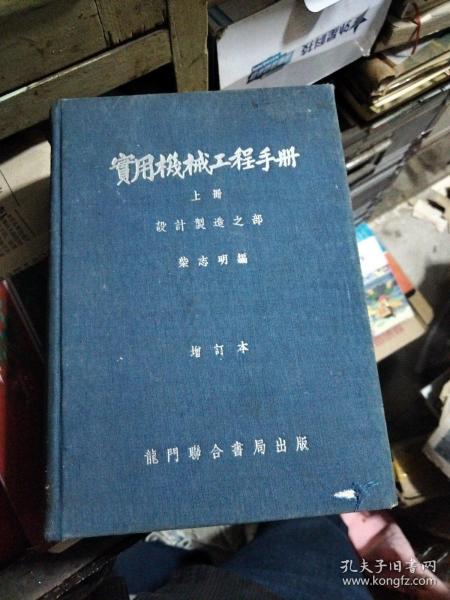 實用機械工程手册
上冊
設計製造之部
柴志明編
增訂本
龍門聯合書局出版
孔夫子旧书网
www.kongfz.com